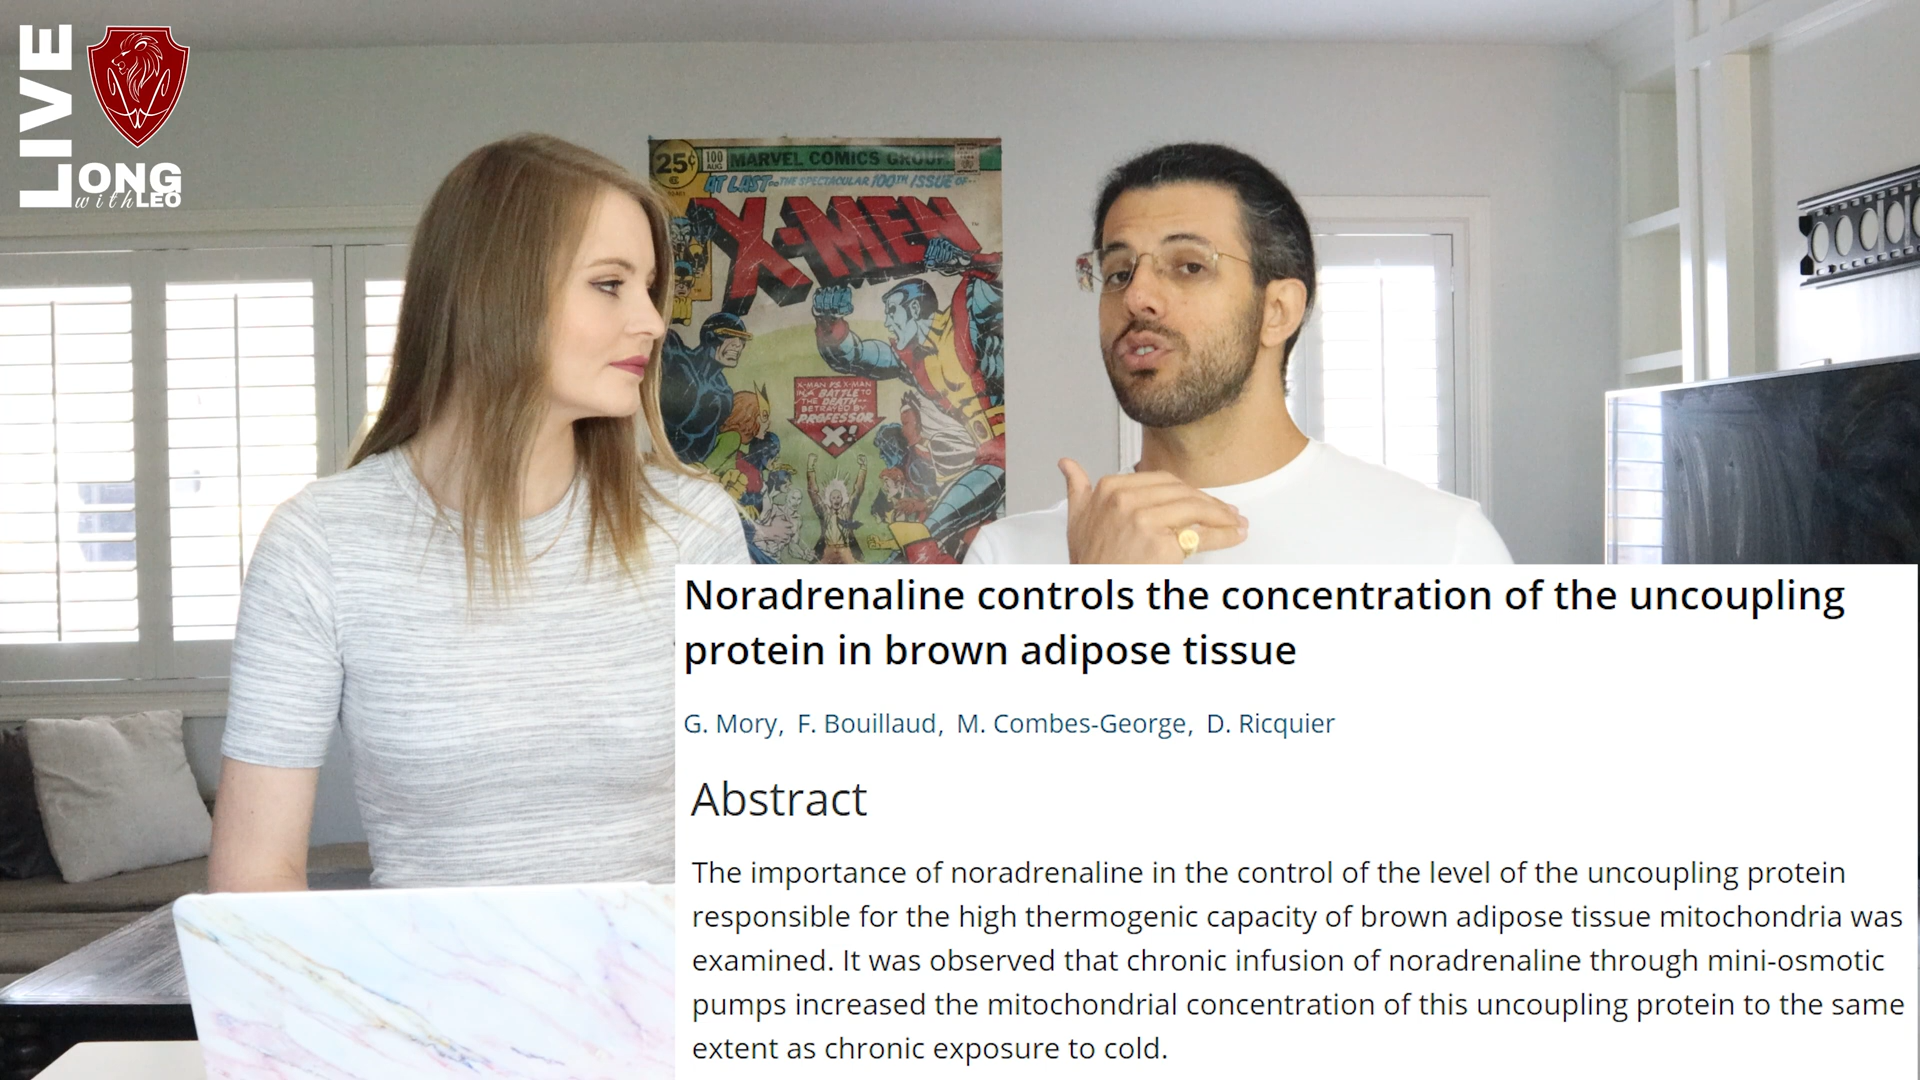 LIVE
LONG
with LEO
25¢
100
AUG
MARVEL COMICS GROUP
AT LAST--THE SPECTACULAR 100TH ISSUE OF--
X-MEN
X-MAN VS. X-MAN
IN A BATTLE TO
THE DEATH--
BETRAYED BY
PROFESSOR
X!
Noradrenaline controls the concentration of the uncoupling
protein in brown adipose tissue
G. Mory, F. Bouillaud, M. Combes-George, D. Ricquier
Abstract
The importance of noradrenaline in the control of the level of the uncoupling protein
responsible for the high thermogenic capacity of brown adipose tissue mitochondria was
examined. It was observed that chronic infusion of noradrenaline through mini-osmotic
pumps increased the mitochondrial concentration of this uncoupling protein to the same
extent as chronic exposure to cold.